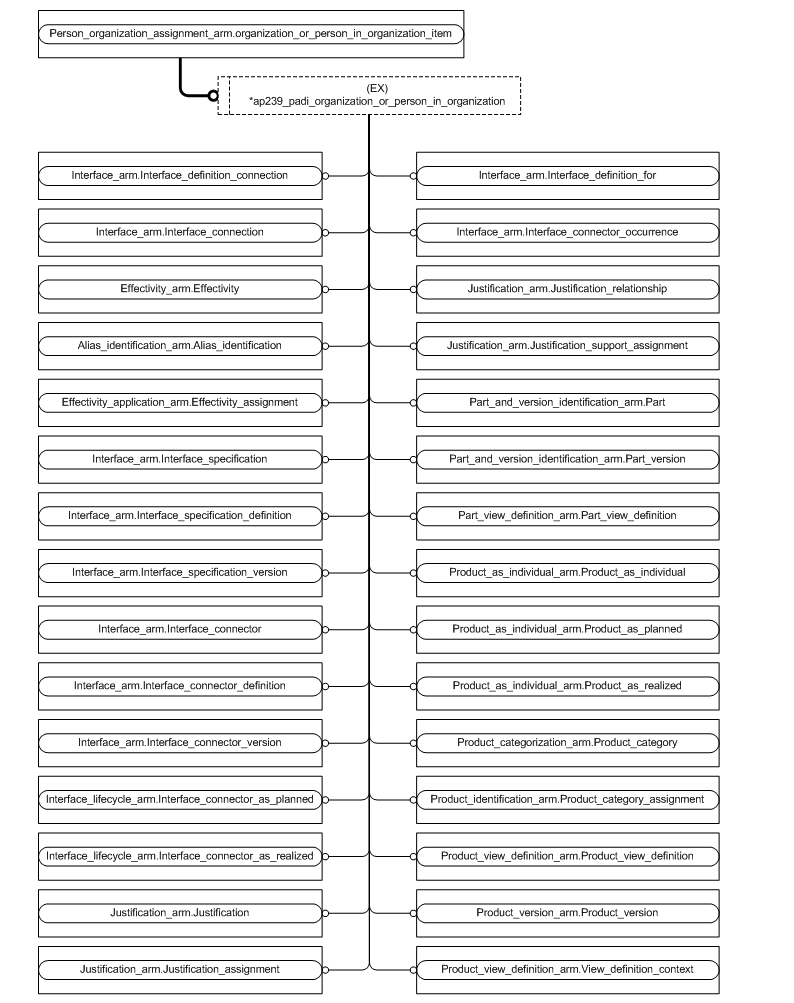 Person_organization_assignment_arm.organization_or_person_in_organization_item
(EX)
*ap239_padi_organization_or_person_in_organization
Interface_arm.Interface_definition_connection
Interface_arm.Interface_definition_for
Interface_arm.Interface_connection
Interface_arm.Interface_connector_occurrence
Effectivity_arm.Effectivity
Justification_arm.Justification_relationship
Alias_identification_arm.Alias_identification
Justification_arm.Justification_support_assignment
Effectivity_application_arm.Effectivity_assignment
Part_and_version_identification_arm.Part
Interface_arm.Interface_specification
Part_and_version_identification_arm.Part_version
Interface_arm.Interface_specification_definition
Part_view_definition_arm.Part_view_definition
Interface_arm.Interface_specification_version
Product_as_individual_arm.Product_as_individual
Interface_arm.Interface_connector
Product_as_individual_arm.Product_as_planned
Interface_arm.Interface_connector_definition
Product_as_individual_arm.Product_as_realized
Interface_arm.Interface_connector_version
Product_categorization_arm.Product_category
Interface_lifecycle_arm.Interface_connector_as_planned
Product_identification_arm.Product_category_assignment
Interface_lifecycle_arm.Interface_connector_as_realized
Product_view_definition_arm.Product_view_definition
Justification_arm.Justification
Product_version_arm.Product_version
Justification_arm.Justification_assignment
Product_view_definition_arm.View_definition_context